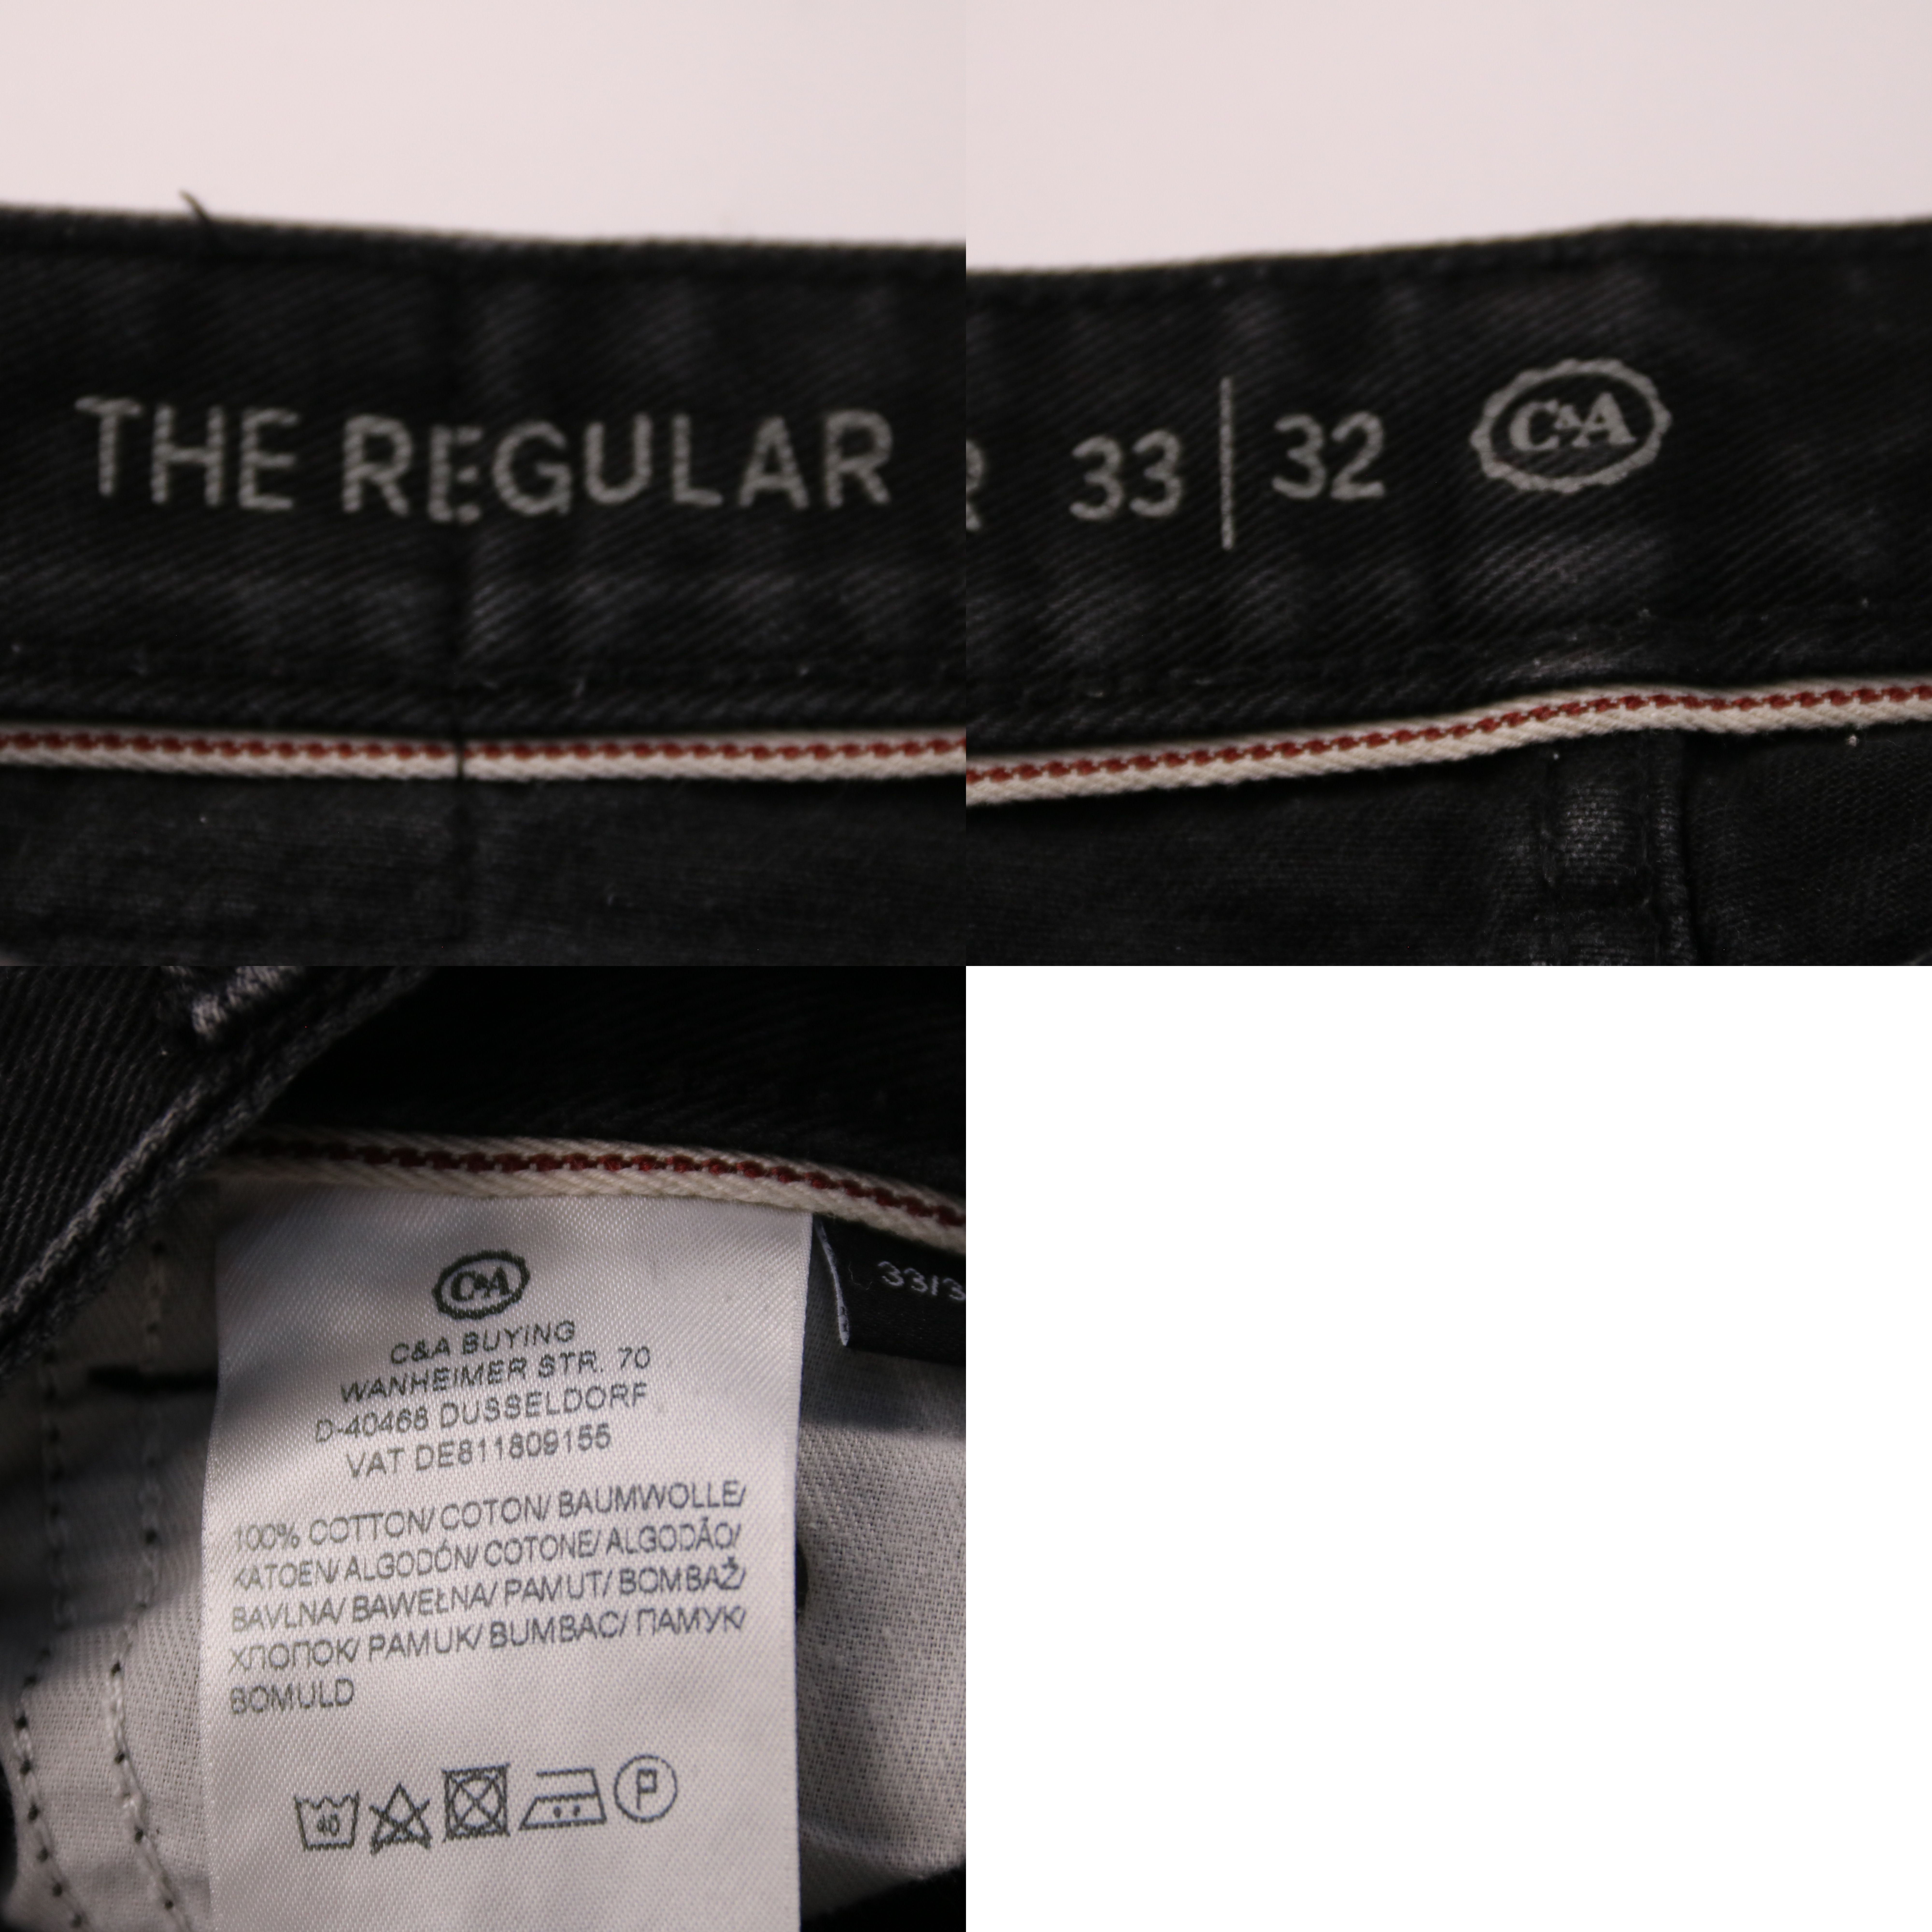 THE REGULAR
33 | 32 C&A
C&A
C&A BUYING
WANHEIMER STR. 70
D-40468 DUSSELDORF
VAT DE811809155
100% COTTON/ COTON/ BAUMWOLLE/
KATOEN/ ALGODÓN/ COTONE/ ALGODÃO/
BAVLNA/ BAWEŁNA/ PAMUT/ BOMBAŽ/
ХЛОПОК/ PAMUK/ BUMBAC/ ПАМУК/
BOMULD
40 P